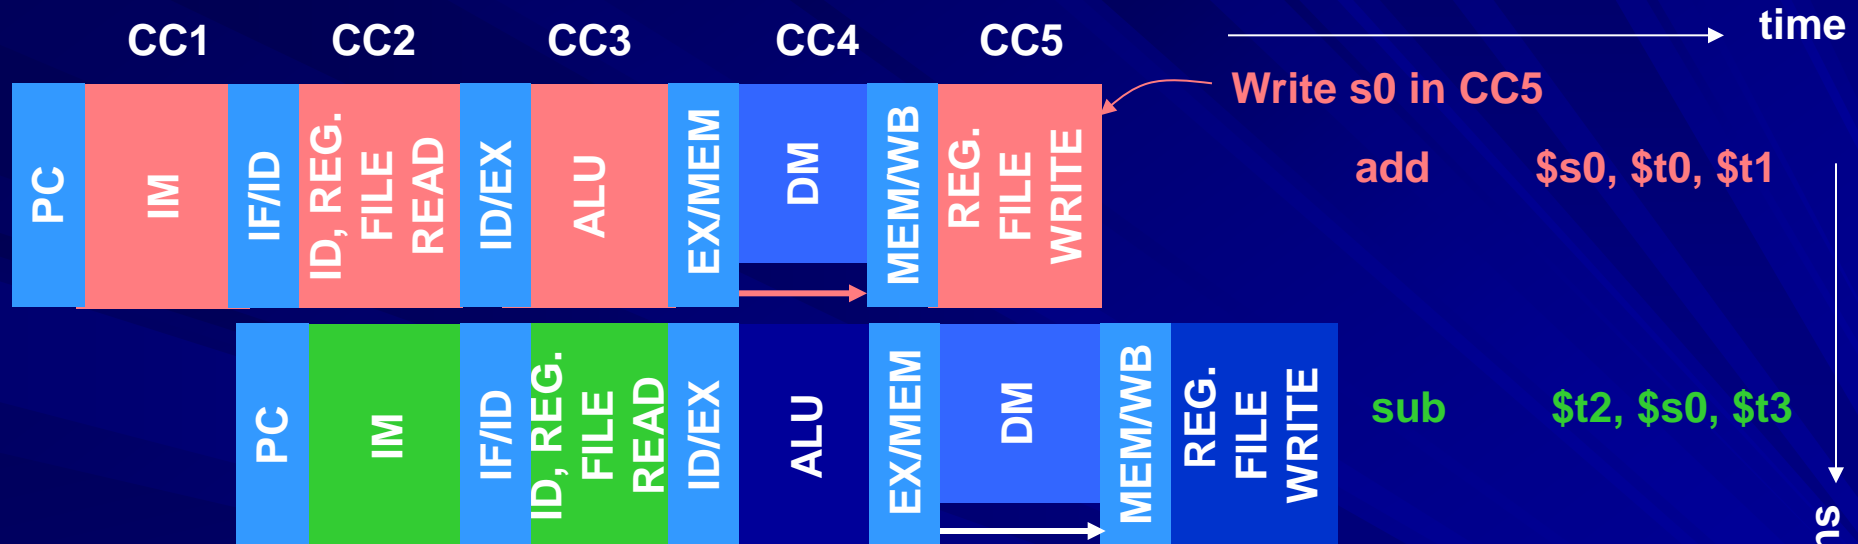 CC1 CC2 CC3 CC4 CC5 time
Write s0 in CC5
PC
IM
IF/ID
ID, REG.
FILE
READ
ID/EX
ALU
EX/MEM
DM
MEM/WB
REG.
FILE
WRITE
add $s0, $t0, $t1
PC
IM
IF/ID
ID, REG.
FILE
READ
ID/EX
ALU
EX/MEM
DM
MEM/WB
REG.
FILE
WRITE
sub $t2, $s0, $t3